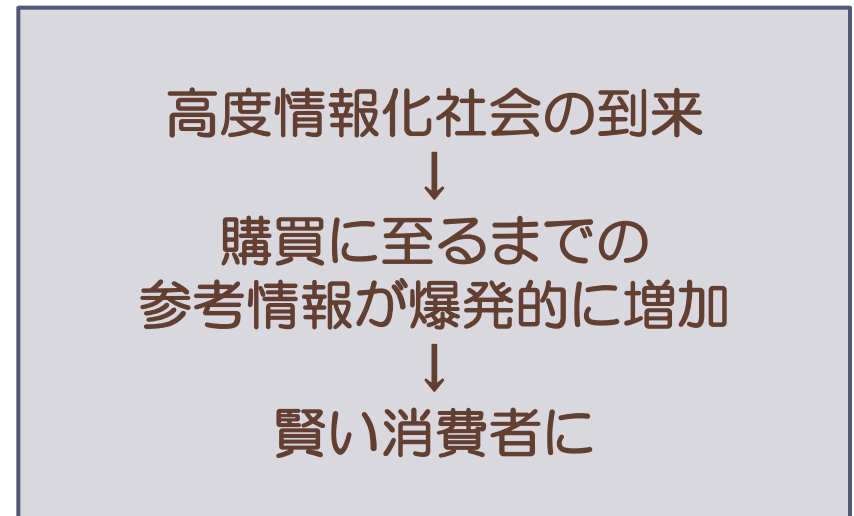 高度情報化社会の到来
↓
購買に至るまでの
参考情報が爆発的に増加
↓
賢い消費者に